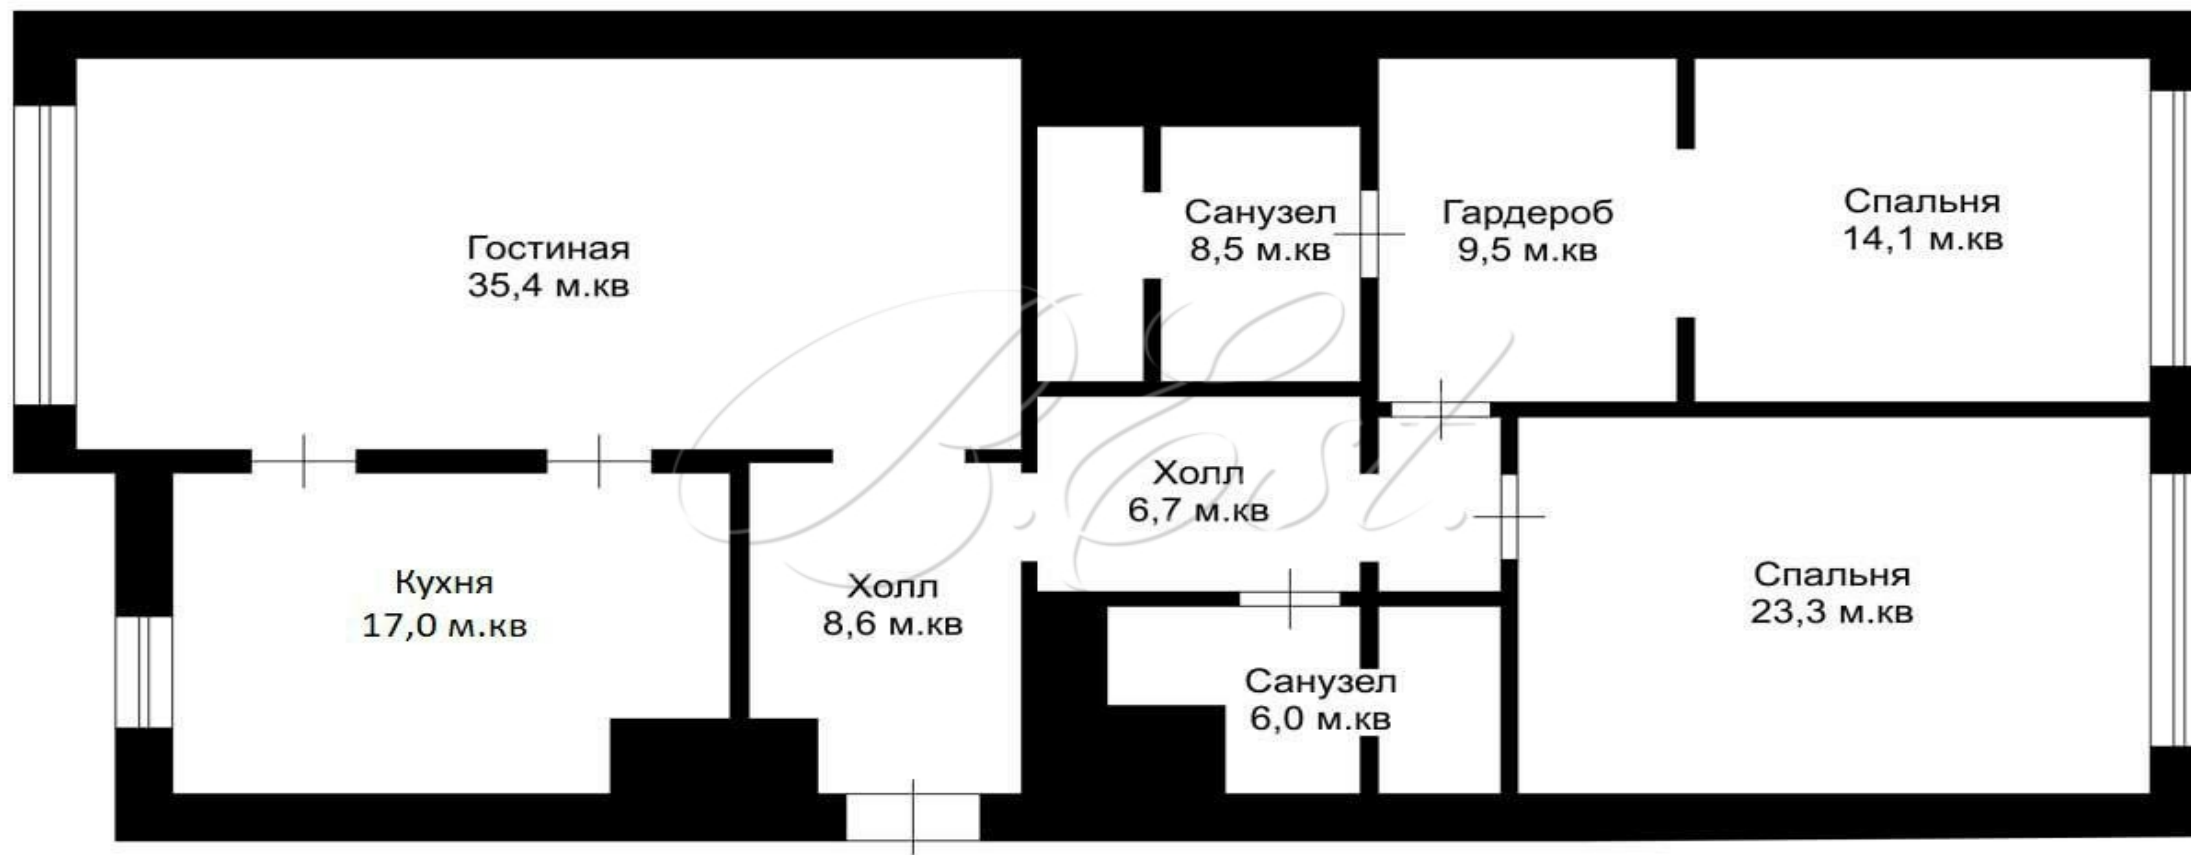 Гостиная
35,4 м.кв
Санузел
8,5 м.кв
Гардероб
9,5 м.кв
Спальня
14,1 м.кв
Кухня
17,0 м.кв
Холл
8,6 м.кв
Холл
6,7 м.кв
Санузел
6,0 м.кв
Спальня
23,3 м.кв
B.Est.